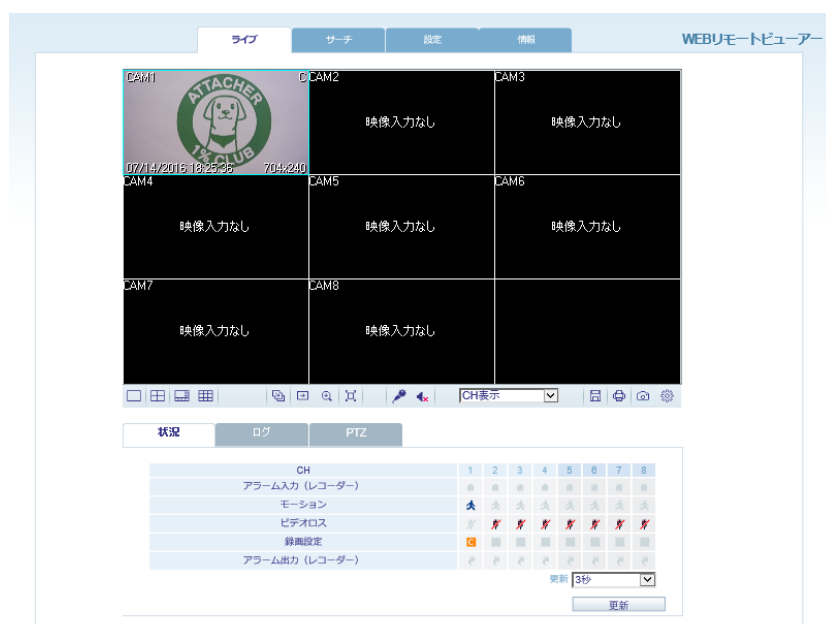 ライブ サーチ 設定 情報 WEBリモートビューアー
CAM1 C CAM2 CAM3
ATTACHER
1% CLUB
映像入力なし 映像入力なし
07/14/2016 18:25:36 704x240
CAM4 CAM5 CAM6
映像入力なし 映像入力なし 映像入力なし
CAM7 CAM8
映像入力なし 映像入力なし
CH表示
状況 ログ PTZ
CH 1 2 3 4 5 6 7 8
アラーム入力（レコーダー）
モーション
ビデオロス
録画設定 C
アラーム出力（レコーダー）
更新 3秒
更新